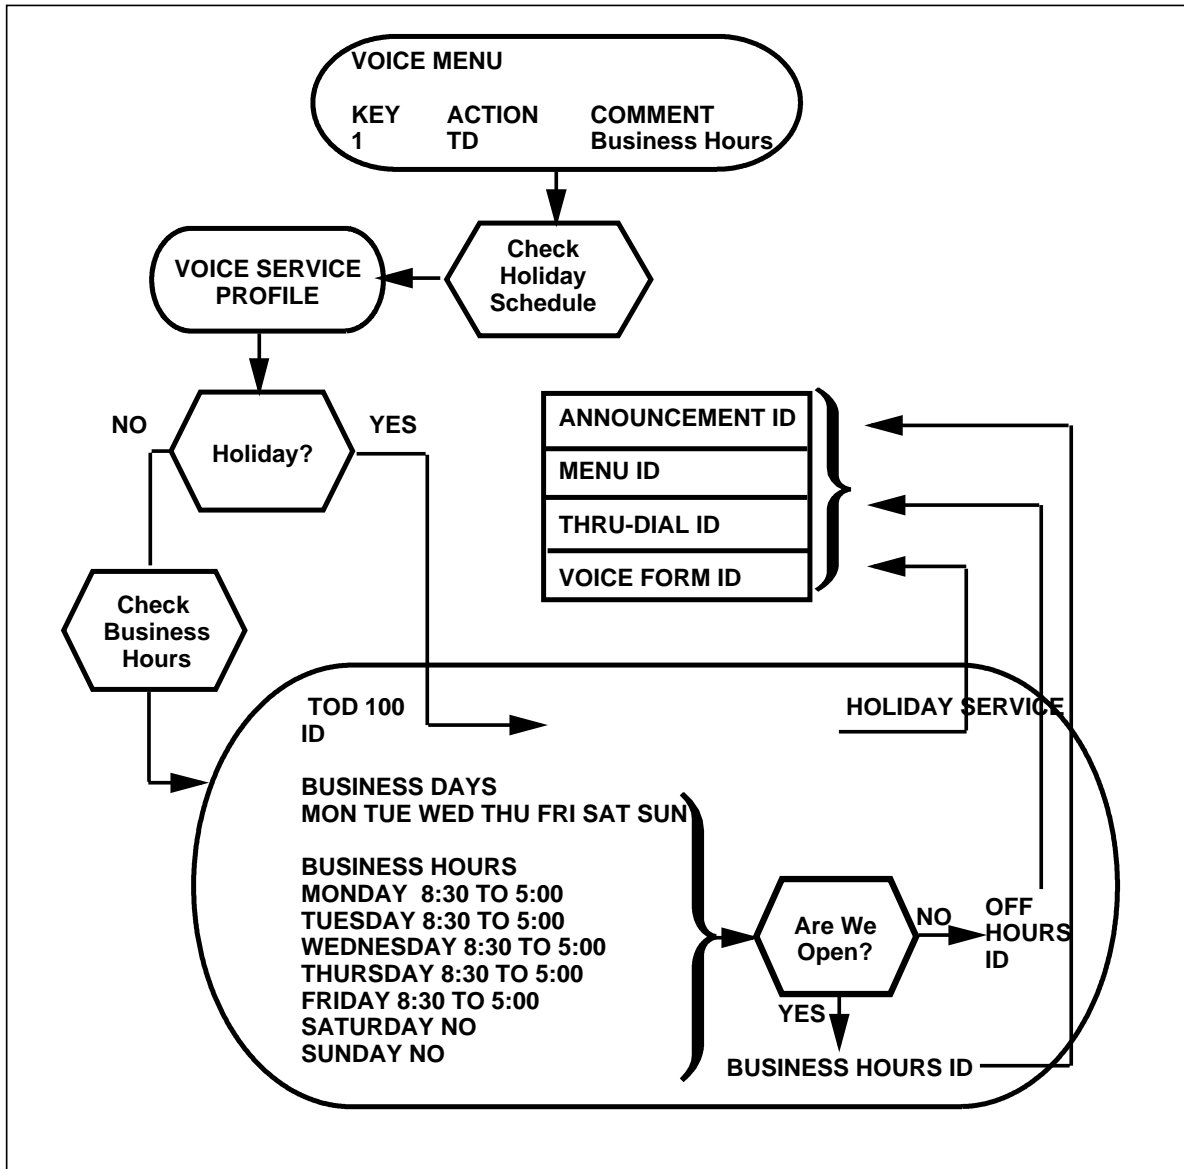 VOICE MENU
KEY ACTION COMMENT
1 TD Business Hours
Check
Holiday
Schedule
VOICE SERVICE
PROFILE
NO
YES
Holiday?
ANNOUNCEMENT ID
MENU ID
THRU-DIAL ID
VOICE FORM ID
Check
Business
Hours
TOD 100
ID
HOLIDAY SERVICE
BUSINESS DAYS
MON TUE WED THU FRI SAT SUN
BUSINESS HOURS
MONDAY 8:30 TO 5:00
TUESDAY 8:30 TO 5:00
WEDNESDAY 8:30 TO 5:00
THURSDAY 8:30 TO 5:00
FRIDAY 8:30 TO 5:00
SATURDAY NO
SUNDAY NO
Are We
Open?
NO
OFF
HOURS
ID
YES
BUSINESS HOURS ID